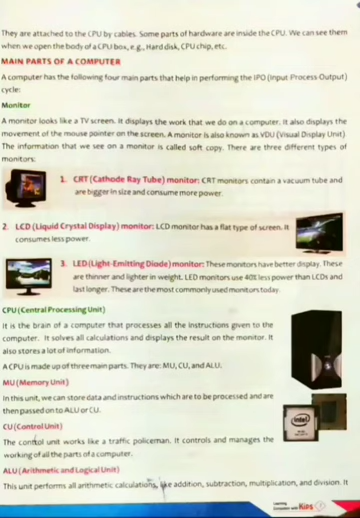 They are attached to the CPU by cables. Some parts of hardware are inside the CPU. We can see them
when we open the body of a CPU box, e.g., Hard disk, CPU chip, etc.
MAIN PARTS OF A COMPUTER
A computer has the following four main parts that help in performing the IPO (Input-Process-Output)
cycle:
Monitor
A monitor looks like a TV screen. It displays the work that we do on a computer. It also displays the
movement of the mouse pointer on the screen. A monitor is also known as VDU (Visual Display Unit)
The information that we see on a monitor is called soft copy. There are three different types of
monitors:
1. CRT (Cathode Ray Tube) monitor: CRT monitors contain a vacuum tube and
are bigger in size and consume more power.
2. LCD (Liquid Crystal Display) monitor: LCD monitor has a flat type of screen. It
consumes less power.
3. LED (Light-Emitting Diode) monitor: These monitors have better display. These
are thinner and lighter in weight. LED monitors use 40% less power than LCDs and
last longer. These are the most commonly used monitors today.
CPU (Central Processing Unit)
It is the brain of a computer that processes all the instructions given to the
computer. It solves all calculations and displays the result on the monitor. It
also stores a lot of information.
A CPU is made up of three main parts. They are: MU, CU, and ALU.
MU (Memory Unit)
In this unit, we can store data and instructions which are to be processed and are
then passed on to ALU or CU.
CU (Control Unit)
The control unit works like a traffic policeman. It controls and manages the
working of all the parts of a computer.
intel
ALU (Arithmetic and Logical Unit)
This unit performs all arithmetic calculations, like addition, subtraction, multiplication, and division. It
Learning
Computers with KIPS